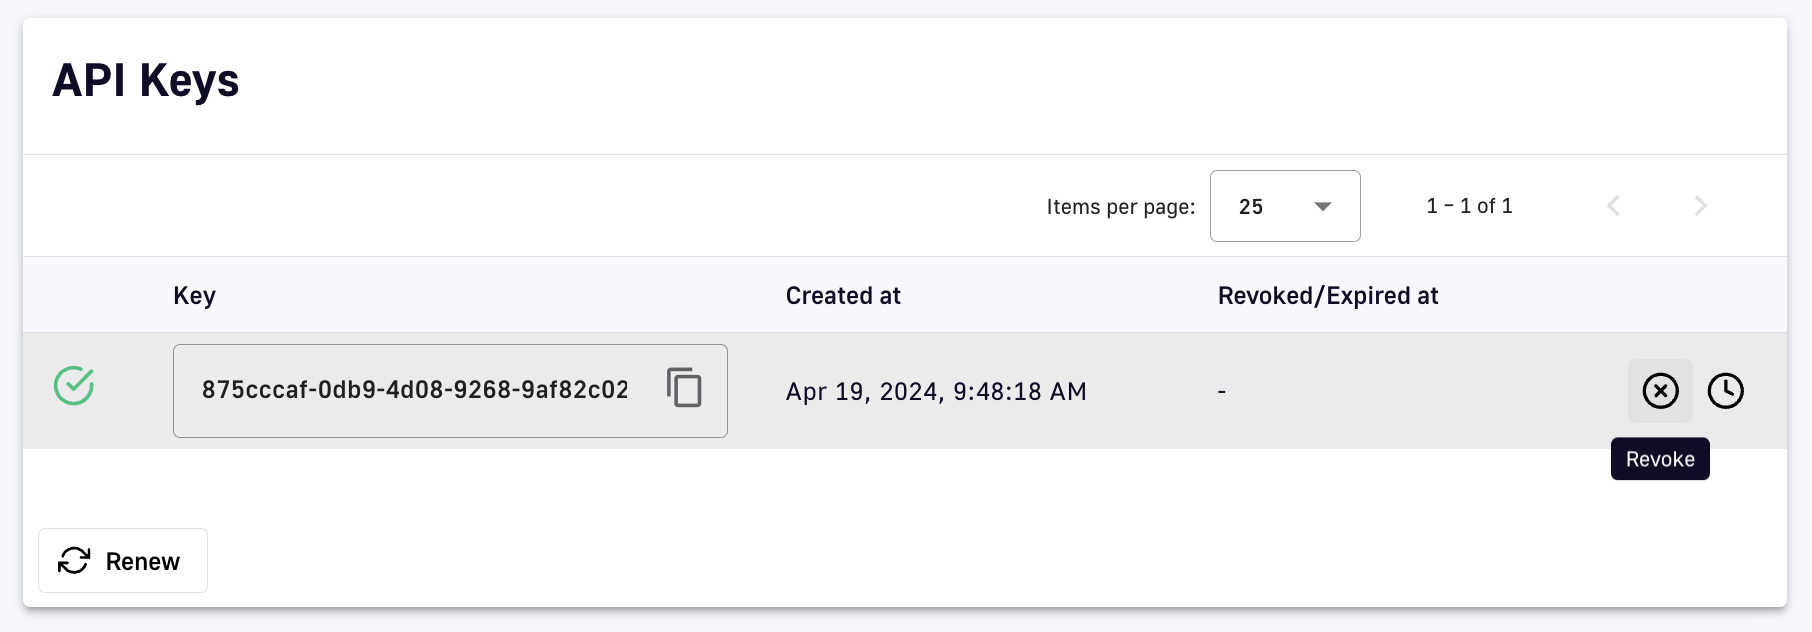 API Keys
Items per page: 25 1 – 1 of 1
Key Created at Revoked/Expired at
875cccaf-0db9-4d08-9268-9af82c02 Apr 19, 2024, 9:48:18 AM -
Revoke
Renew